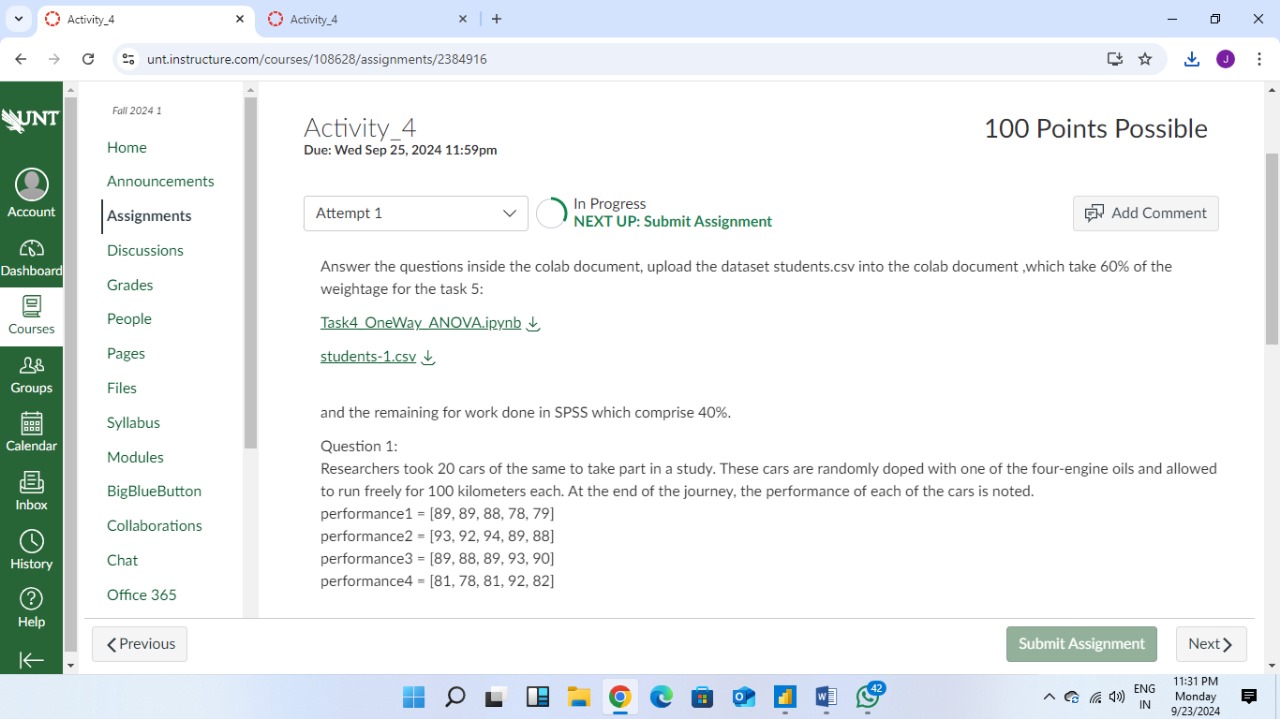 Activity_4
Activity_4
unt.instructure.com/courses/108628/assignments/2384916
J
UNT
Account
Dashboard
Courses
Groups
Calendar
Inbox
History
Help
Fall 2024 1
Home
Announcements
Assignments
Discussions
Grades
People
Pages
Files
Syllabus
Modules
BigBlueButton
Collaborations
Chat
Office 365
Activity_4
Due: Wed Sep 25, 2024 11:59pm
100 Points Possible
Attempt 1
In Progress
NEXT UP: Submit Assignment
Add Comment
Answer the questions inside the colab document, upload the dataset students.csv into the colab document ,which take 60% of the
weightage for the task 5:
Task4_OneWay_ANOVA.ipynb
students-1.csv
and the remaining for work done in SPSS which comprise 40%.
Question 1:
Researchers took 20 cars of the same to take part in a study. These cars are randomly doped with one of the four-engine oils and allowed
to run freely for 100 kilometers each. At the end of the journey, the performance of each of the cars is noted.
performance1 = [89, 89, 88, 78, 79]
performance2 = [93, 92, 94, 89, 88]
performance3 = [89, 88, 89, 93, 90]
performance4 = [81, 78, 81, 92, 82]
Previous
Submit Assignment
Next
42
ENG
IN
11:31 PM
Monday
9/23/2024